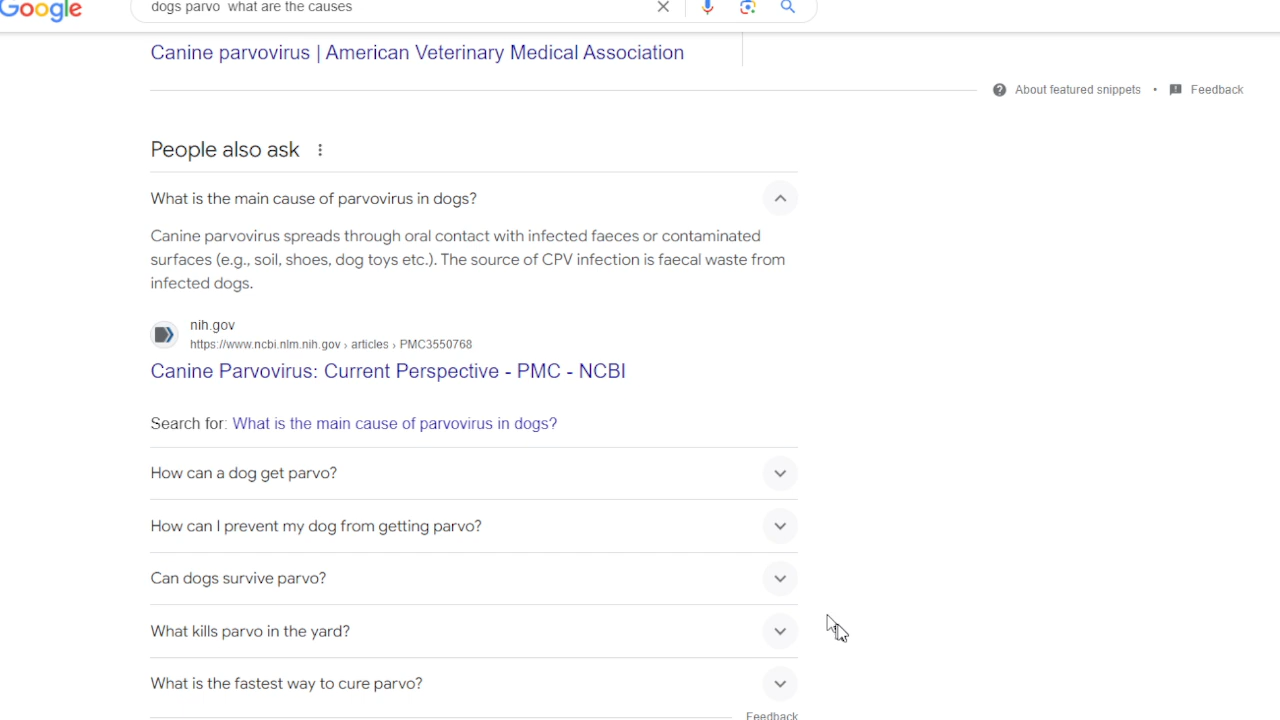 Google
dogs parvo what are the causes
Canine parvovirus | American Veterinary Medical Association
About featured snippets • Feedback
People also ask
What is the main cause of parvovirus in dogs?
Canine parvovirus spreads through oral contact with infected faeces or contaminated
surfaces (e.g., soil, shoes, dog toys etc.). The source of CPV infection is faecal waste from
infected dogs.
nih.gov
https://www.ncbi.nlm.nih.gov › articles › PMC3550768
Canine Parvovirus: Current Perspective - PMC - NCBI
Search for: What is the main cause of parvovirus in dogs?
How can a dog get parvo?
How can I prevent my dog from getting parvo?
Can dogs survive parvo?
What kills parvo in the yard?
What is the fastest way to cure parvo?
Feedback